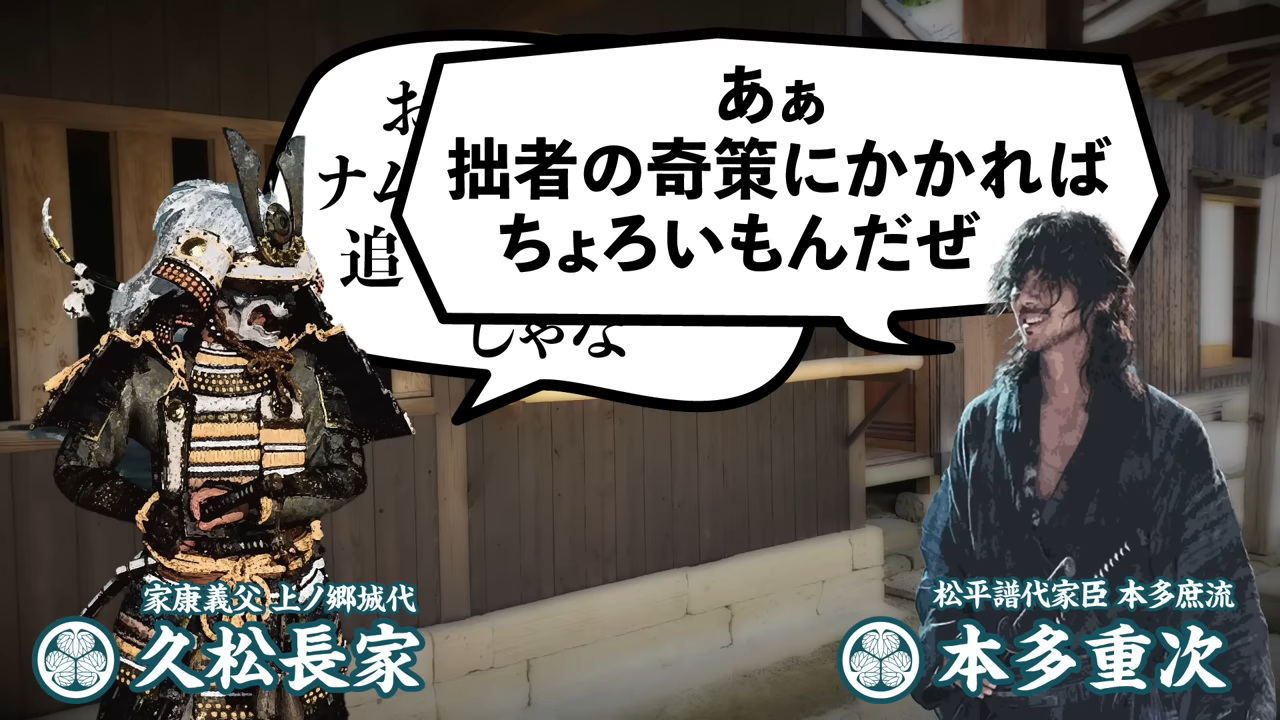 お
ナム
追
しゃな
あぁ
拙者の奇策にかかれば
ちょろいもんだぜ
家康義父 上ノ郷城代
久松長家
松平譜代家臣 本多庶流
本多重次